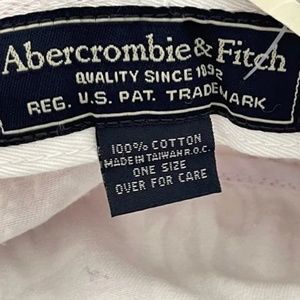 Abercrombie & Fitch
QUALITY SINCE 1892
REG. U.S. PAT. TRADEMARK
100% COTTON
MADE IN TAIWAN R.O.C.
ONE SIZE
OVER FOR CARE